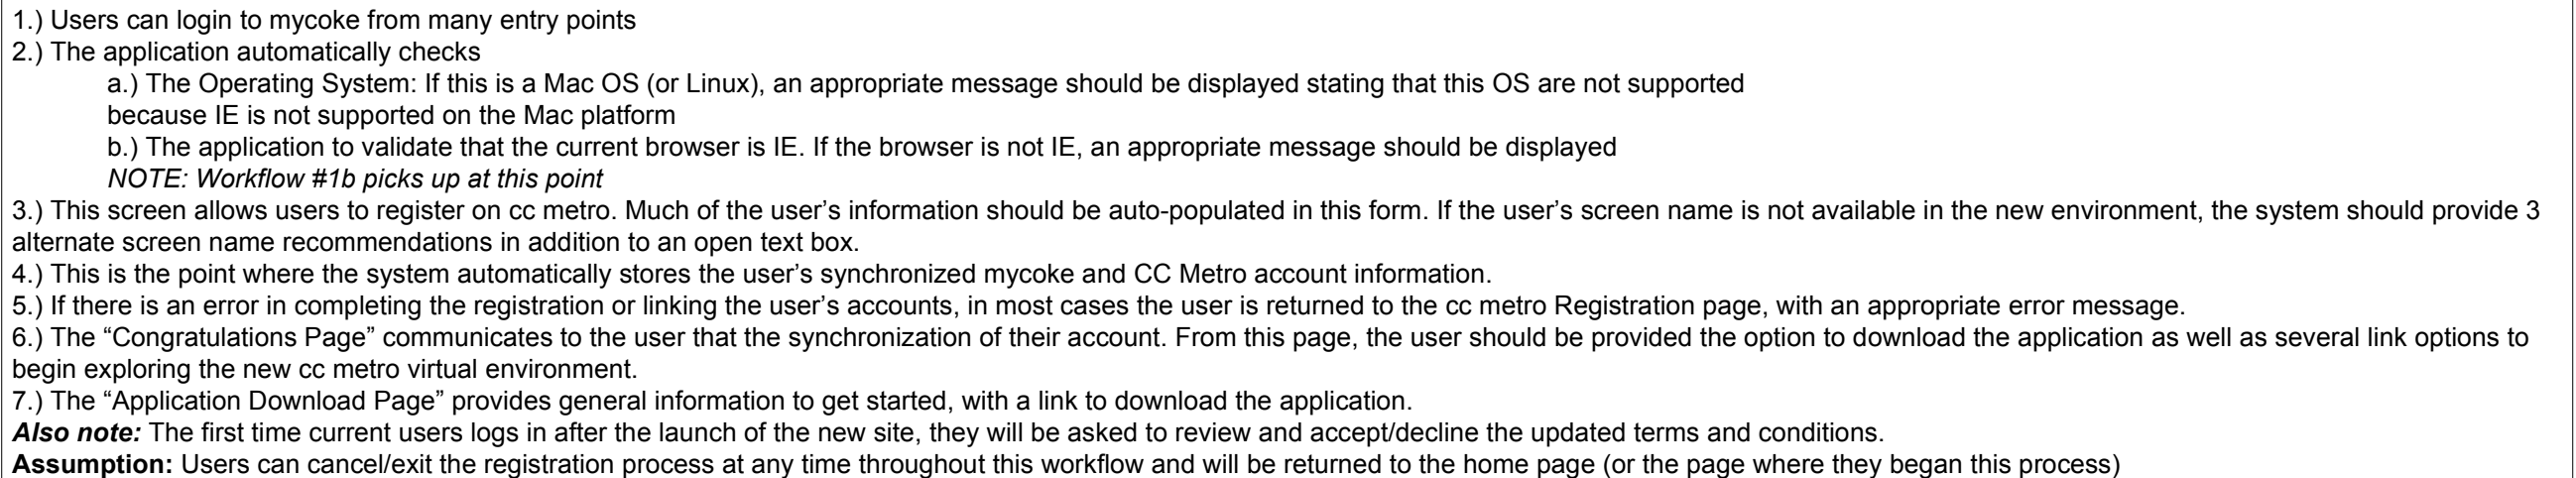 1.) Users can login to mycoke from many entry points
2.) The application automatically checks
a.) The Operating System: If this is a Mac OS (or Linux), an appropriate message should be displayed stating that this OS are not supported
because IE is not supported on the Mac platform
b.) The application to validate that the current browser is IE. If the browser is not IE, an appropriate message should be displayed
NOTE: Workflow #1b picks up at this point
3.) This screen allows users to register on cc metro. Much of the user’s information should be auto-populated in this form. If the user’s screen name is not available in the new environment, the system should provide 3
alternate screen name recommendations in addition to an open text box.
4.) This is the point where the system automatically stores the user’s synchronized mycoke and CC Metro account information.
5.) If there is an error in completing the registration or linking the user’s accounts, in most cases the user is returned to the cc metro Registration page, with an appropriate error message.
6.) The “Congratulations Page” communicates to the user that the synchronization of their account. From this page, the user should be provided the option to download the application as well as several link options to
begin exploring the new cc metro virtual environment.
7.) The “Application Download Page” provides general information to get started, with a link to download the application.
Also note: The first time current users logs in after the launch of the new site, they will be asked to review and accept/decline the updated terms and conditions.
Assumption: Users can cancel/exit the registration process at any time throughout this workflow and will be returned to the home page (or the page where they began this process)